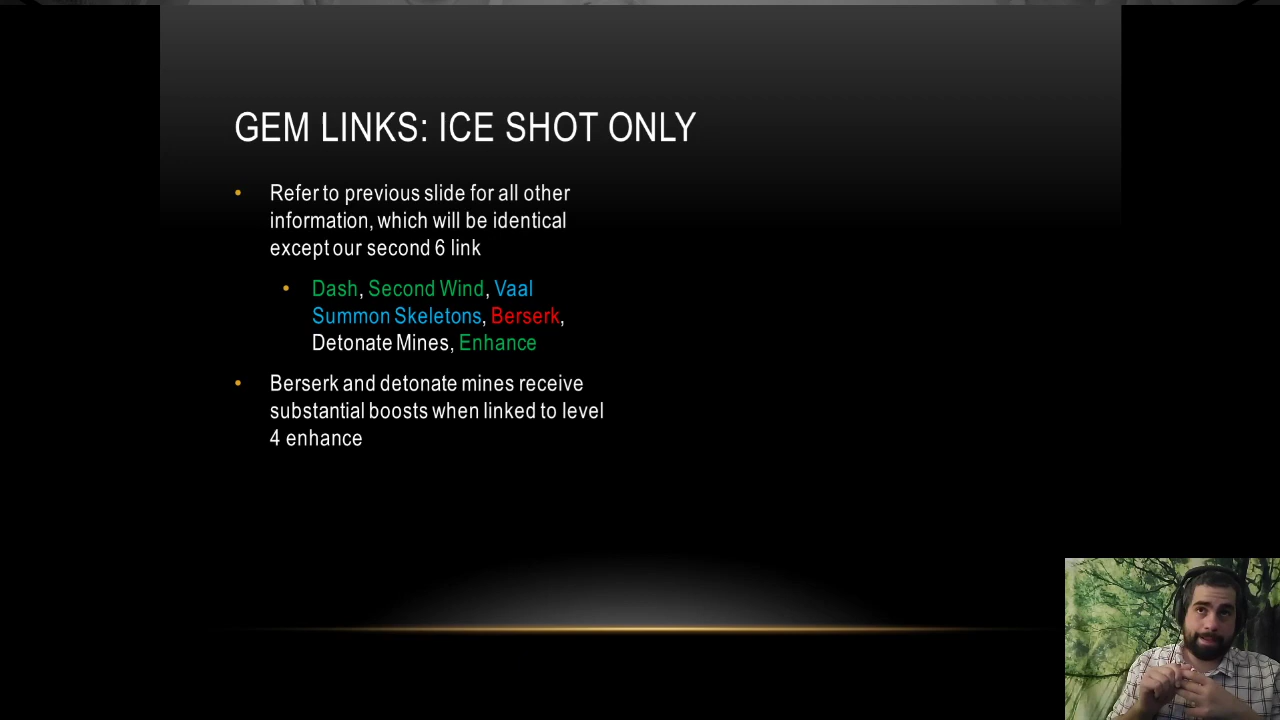 GEM LINKS: ICE SHOT ONLY
Refer to previous slide for all other
information, which will be identical
except our second 6 link
Dash, Second Wind, Vaal
Summon Skeletons, Berserk,
Detonate Mines, Enhance
Berserk and detonate mines receive
substantial boosts when linked to level
4 enhance